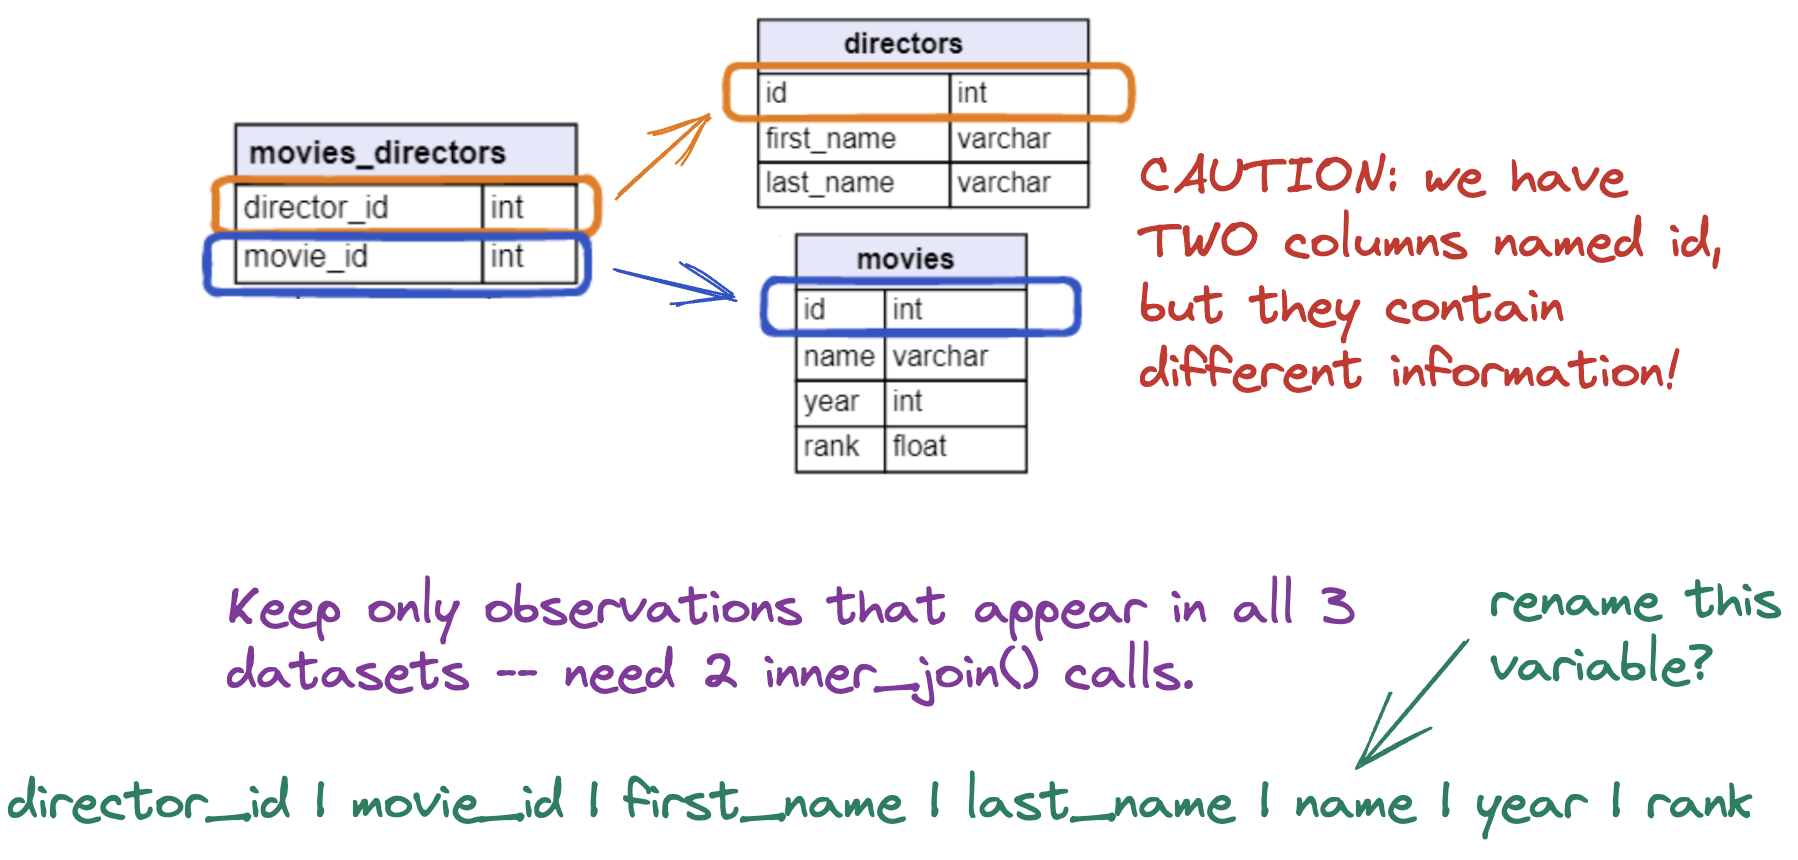 directors
id int
first_name varchar
last_name varchar
movies_directors
director_id int
movie_id int
movies
id int
name varchar
year int
rank float
CAUTION: we have
TWO columns named id,
but they contain
different information!
Keep only observations that appear in all 3
datasets -- need 2 inner_join() calls.
rename this
variable?
director_id | movie_id | first_name | last_name | name | year | rank